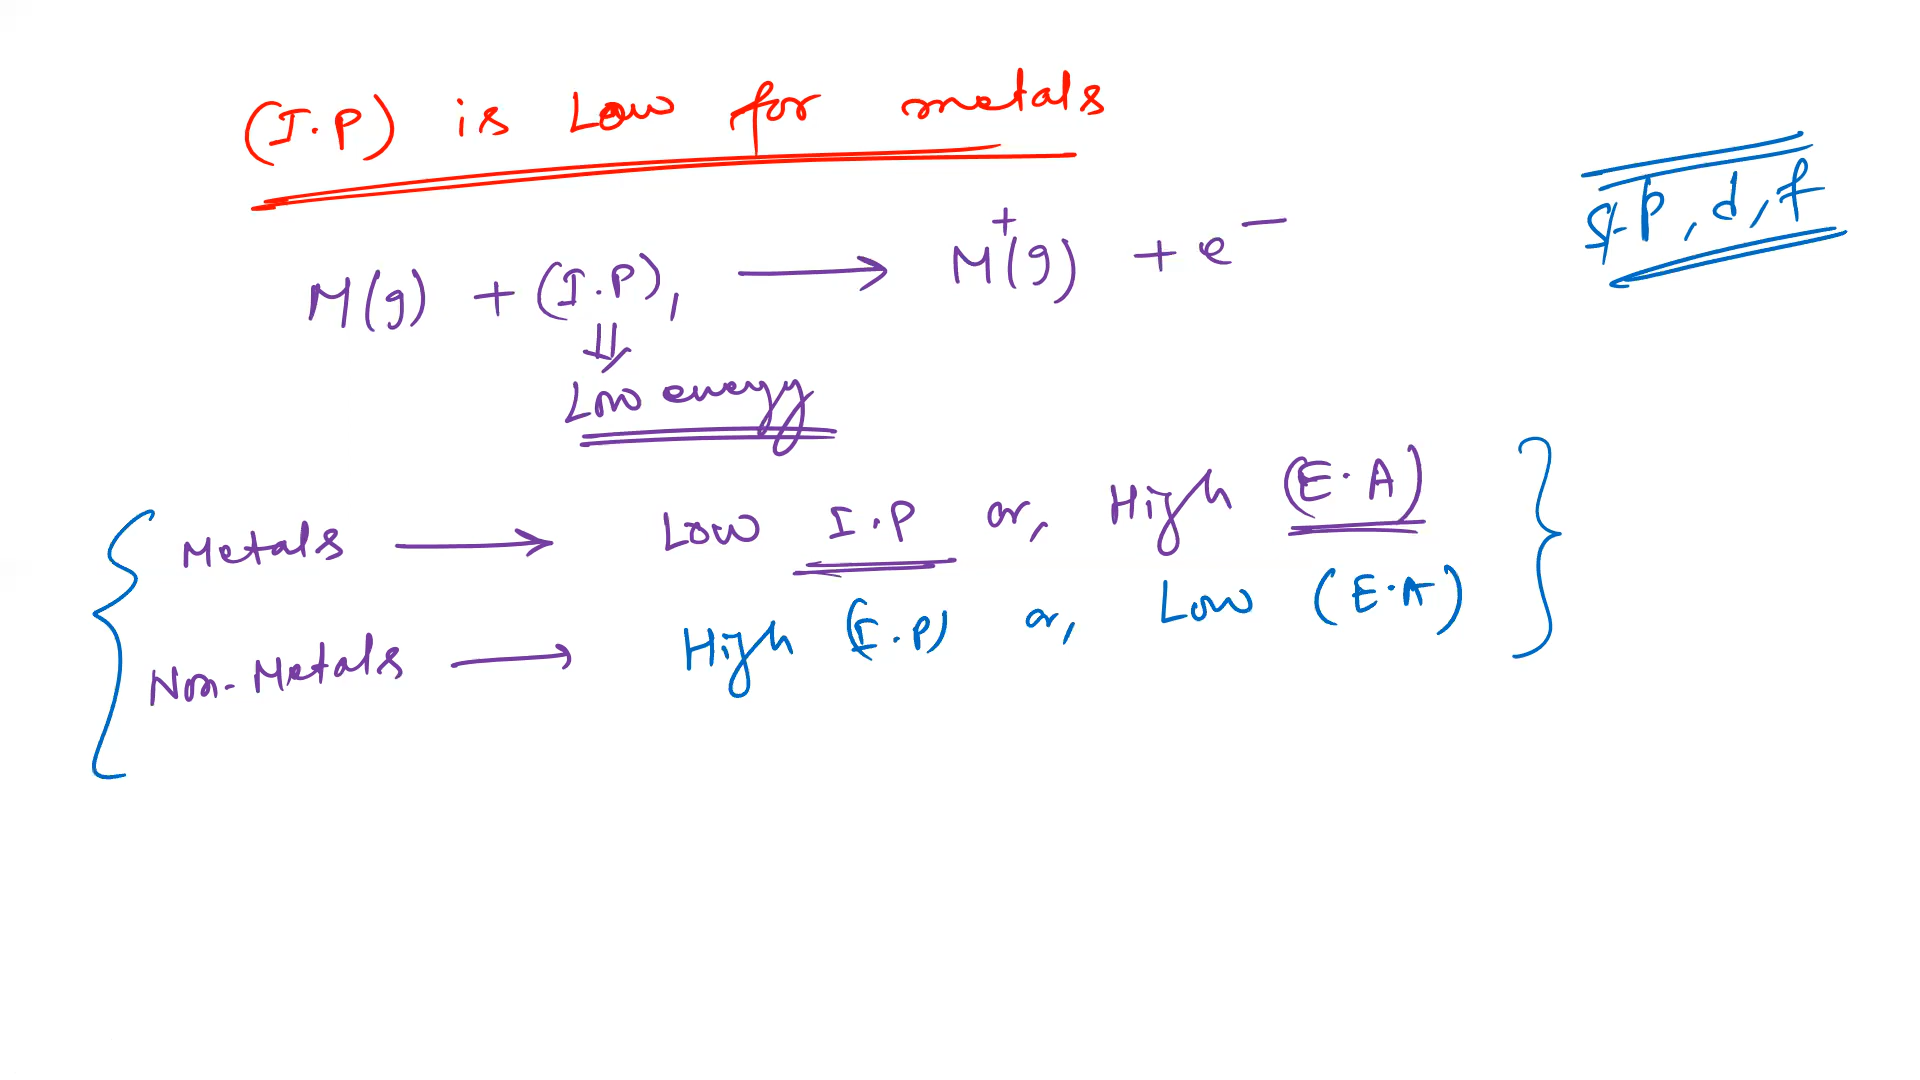 (I.P) is Low for metals
s, p, d, f
M(g) + (I.P)₁ ⟶ M⁺(g) + e⁻
⇓
Low energy
Metals ⟶ Low I.P or, High (E.A)
Non-Metals ⟶ High (I.P) or, Low (E.A)